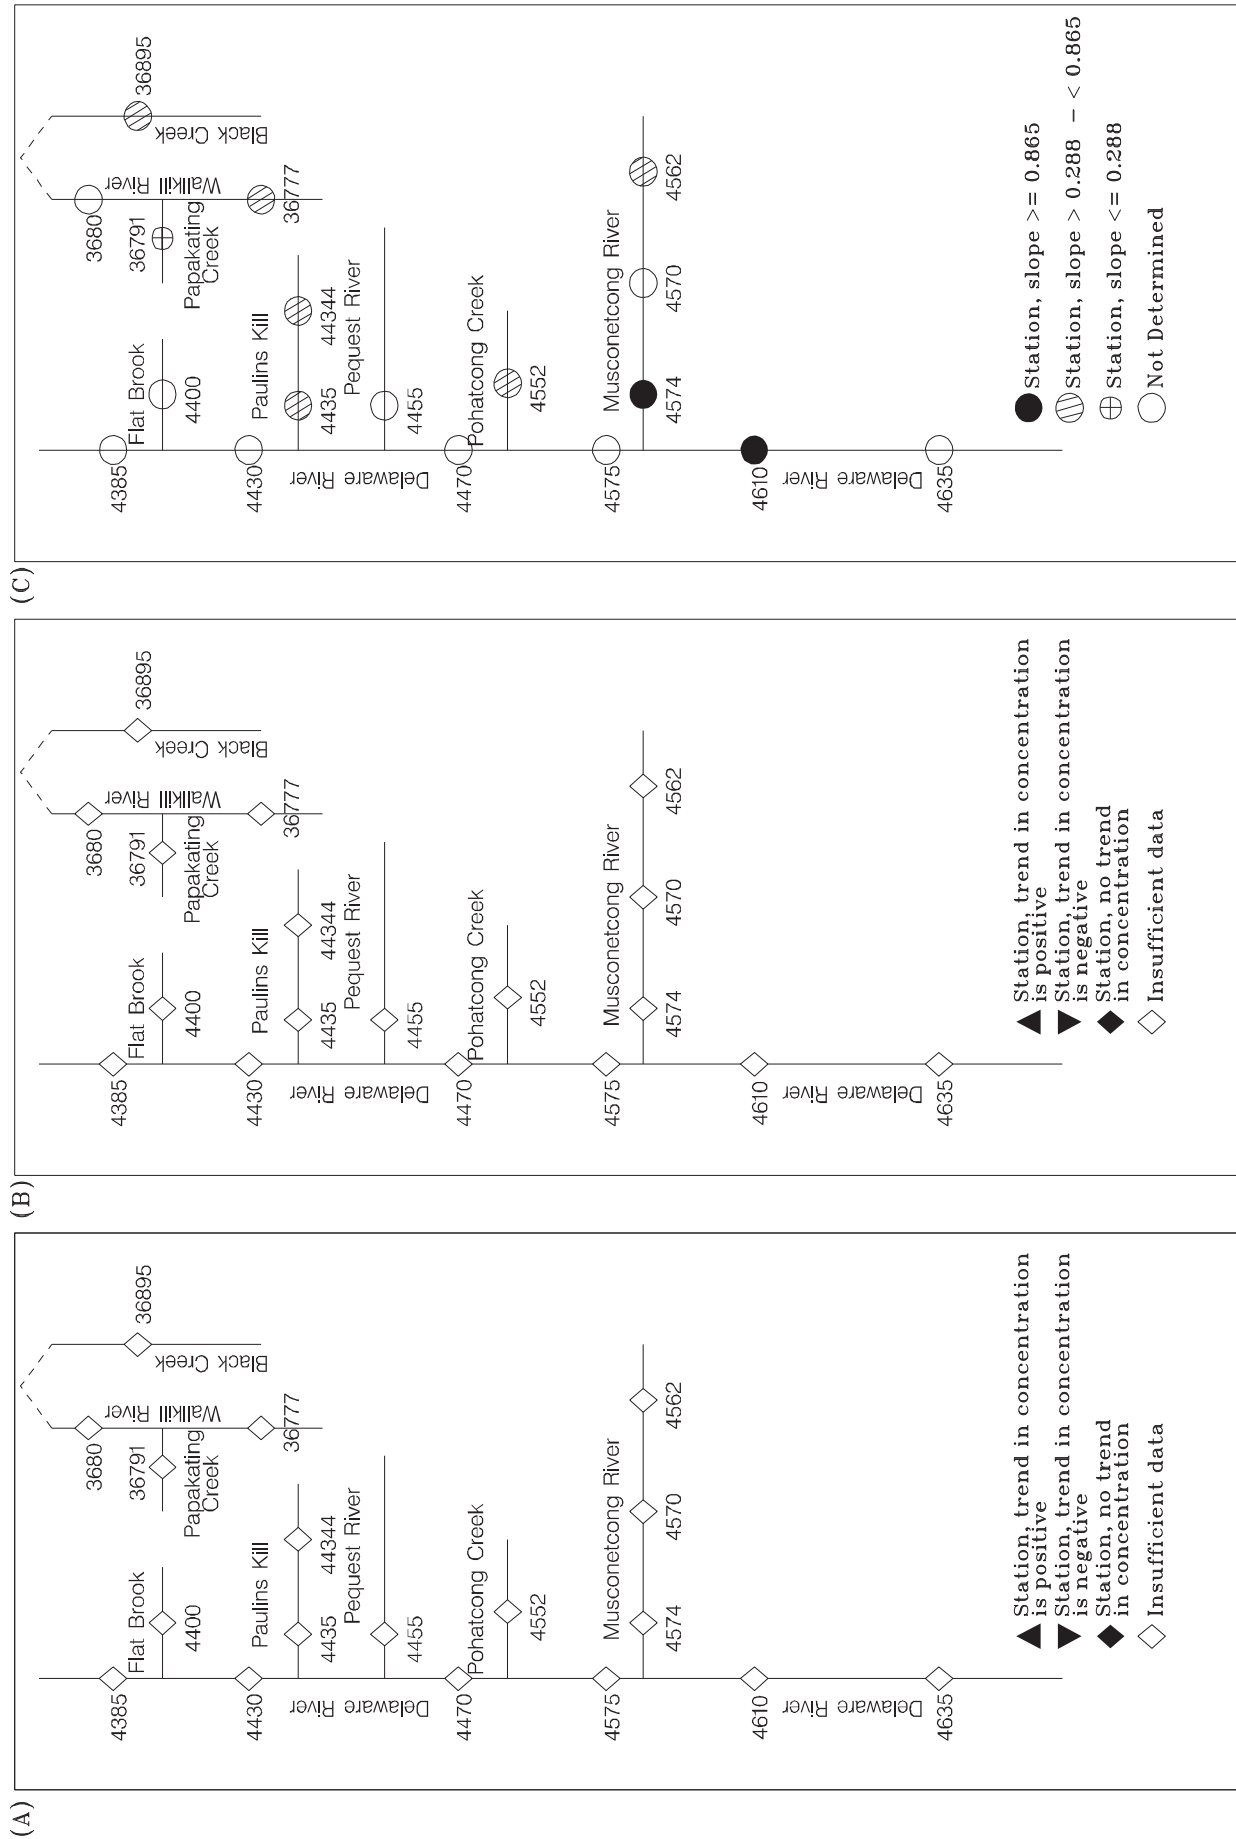 (A)
4385
Flat Brook
4400
4430
Paulins Kill
4435
44344
Delaware River
Pequest River
4455
4470
Pohatcong Creek
4552
4575
Musconetcong River
4574
4570
4562
4610
Delaware River
4635
3680
Wallkill River
36791
Papakating
Creek
36777
36895
Black Creek
Station, trend in concentration
is positive
Station, trend in concentration
is negative
Station, no trend
in concentration
Insufficient data
(B)
4385
Flat Brook
4400
4430
Paulins Kill
4435
44344
Delaware River
Pequest River
4455
4470
Pohatcong Creek
4552
4575
Musconetcong River
4574
4570
4562
4610
Delaware River
4635
3680
Wallkill River
36791
Papakating
Creek
36777
36895
Black Creek
Station, trend in concentration
is positive
Station, trend in concentration
is negative
Station, no trend
in concentration
Insufficient data
(C)
4385
Flat Brook
4400
4430
Paulins Kill
4435
44344
Delaware River
Pequest River
4455
4470
Pohatcong Creek
4552
4575
Musconetcong River
4574
4570
4562
4610
Delaware River
4635
3680
Wallkill River
36791
Papakating
Creek
36777
36895
Black Creek
Station, slope >= 0.865
Station, slope > 0.288 - < 0.865
Station, slope <= 0.288
Not Determined